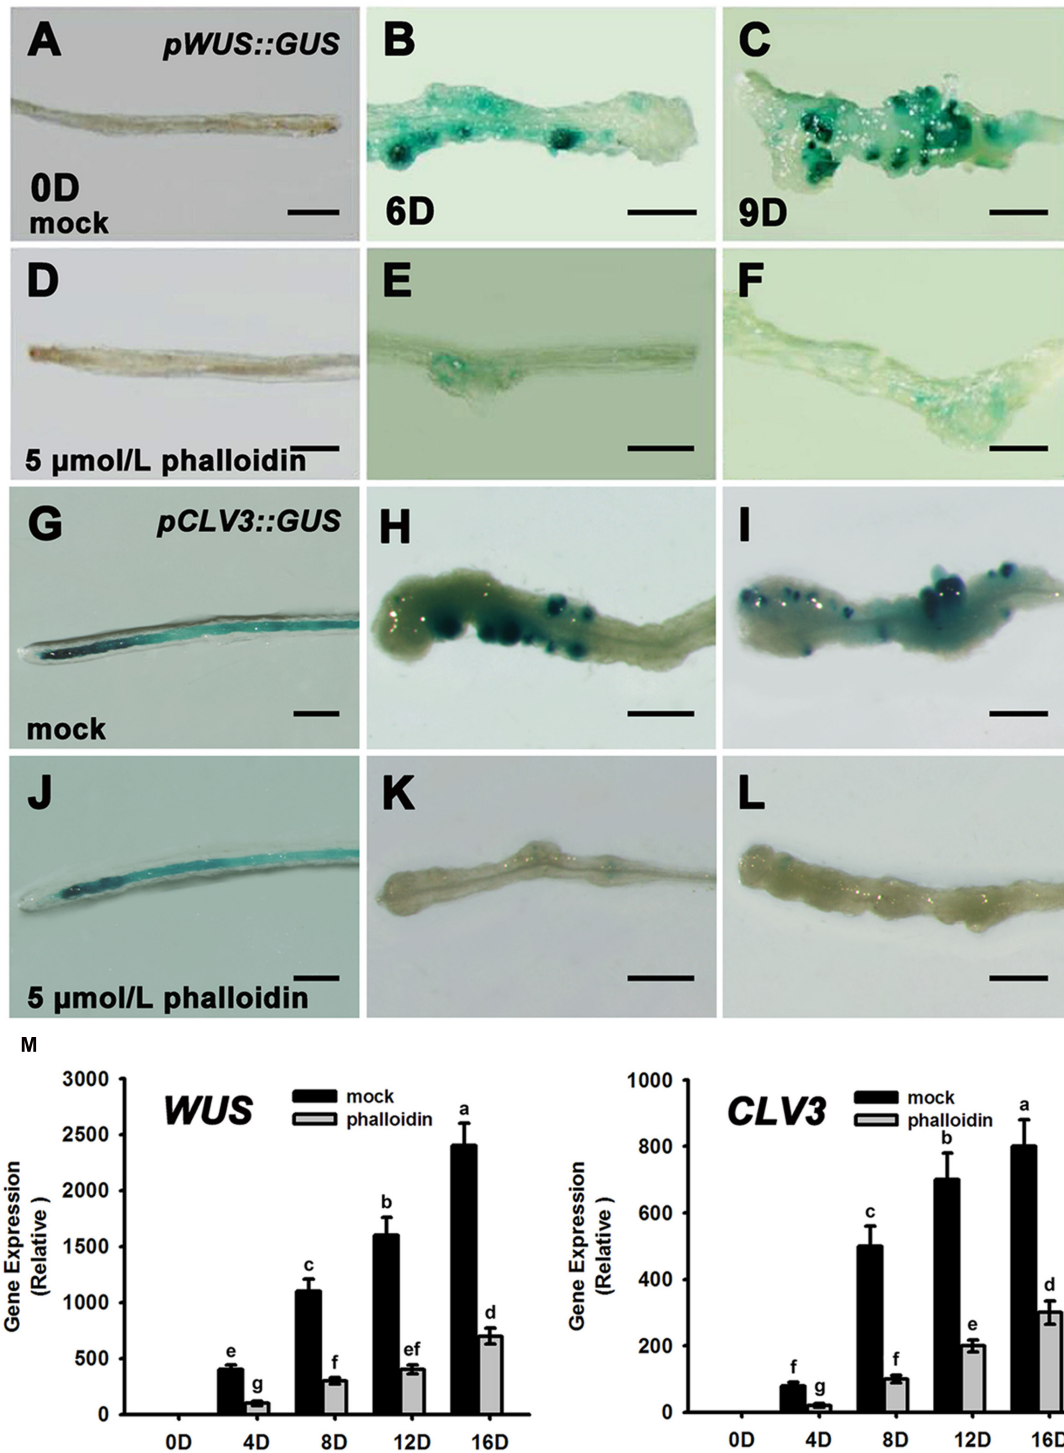 A pWUS::GUS B C
0D
mock 6D 9D
D E F
5 µmol/L phalloidin
G pCLV3::GUS H I
mock
J K L
5 µmol/L phalloidin
M
WUS
mock
phalloidin
Gene Expression
(Relative )
3000
2500
2000
1500
1000
500
0
e g c f b ef a d
0D 4D 8D 12D 16D
CLV3
mock
phalloidin
Gene Expression
(Relative )
1000
800
600
400
200
0
f g c f b e a d
0D 4D 8D 12D 16D